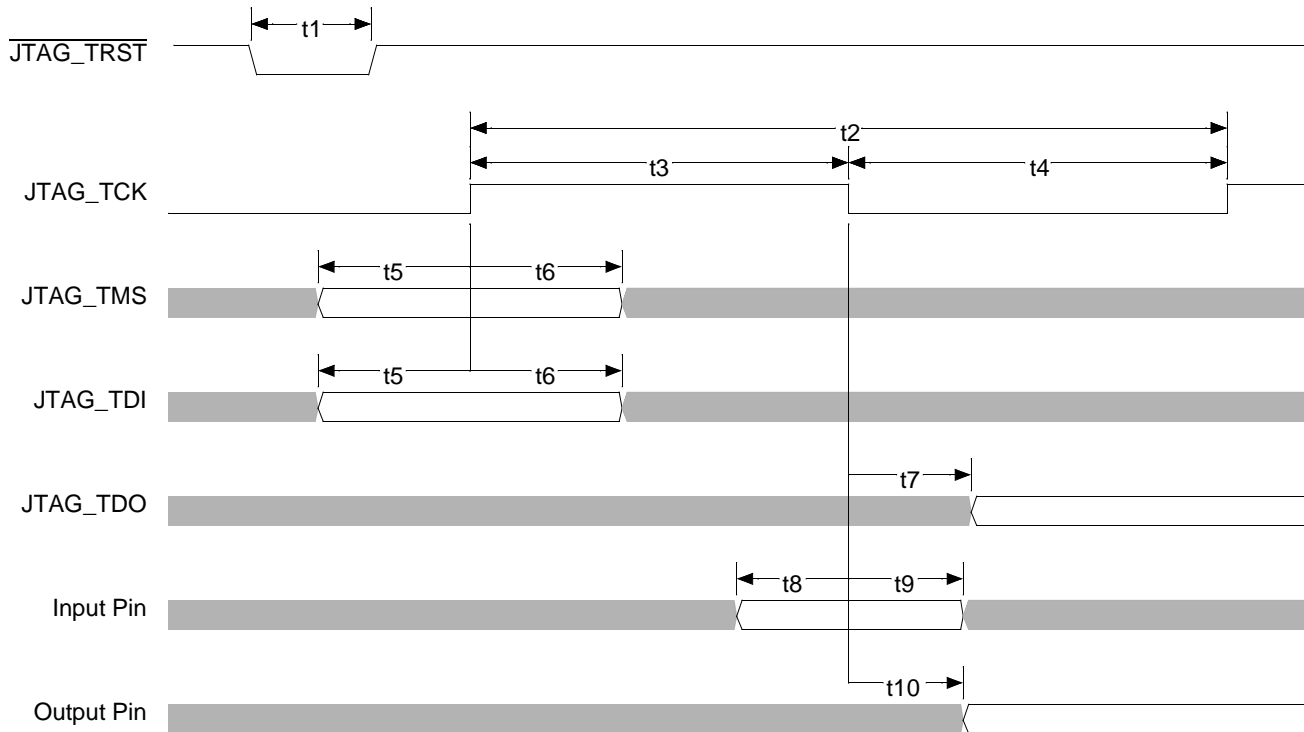 t1
JTAG_TRST
t2
t3
t4
JTAG_TCK
t5
t6
JTAG_TMS
t5
t6
JTAG_TDI
t7
JTAG_TDO
t8
t9
Input Pin
t10
Output Pin